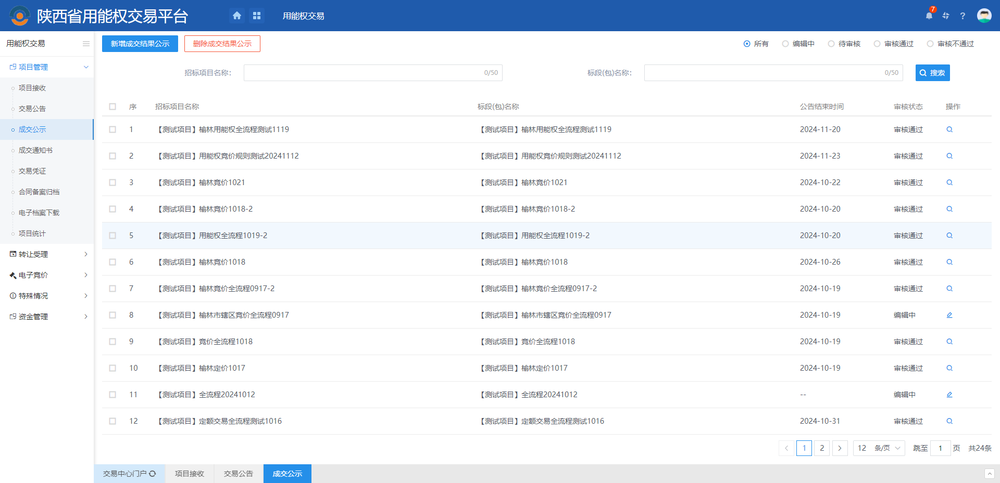 陕西省用能权交易平台
用能权交易
7
?
用能权交易
项目管理
项目接收
交易公告
成交公示
成交通知书
交易凭证
合同备案归档
电子档案下载
项目统计
转让受理
电子竞价
特殊情况
资金管理
新增成交结果公示 删除成交结果公示 所有 编辑中 待审核 审核通过 审核不通过
招标项目名称: 0/50 标段(包)名称: 0/50 搜索
序 招标项目名称 标段(包)名称 公告结束时间 审核状态 操作
1 【测试项目】榆林用能权全流程测试1119 【测试项目】榆林用能权全流程测试1119 2024-11-20 审核通过
2 【测试项目】用能权竞价规则测试20241112 【测试项目】用能权竞价规则测试20241112 2024-11-23 审核通过
3 【测试项目】榆林竞价1021 【测试项目】榆林竞价1021 2024-10-22 审核通过
4 【测试项目】榆林竞价1018-2 【测试项目】榆林竞价1018-2 2024-10-20 审核通过
5 【测试项目】用能权全流程1019-2 【测试项目】用能权全流程1019-2 2024-10-20 审核通过
6 【测试项目】榆林竞价1018 【测试项目】榆林竞价1018 2024-10-26 审核通过
7 【测试项目】榆林竞价全流程0917-2 【测试项目】榆林竞价全流程0917-2 2024-10-19 审核通过
8 【测试项目】榆林市辖区竞价全流程0917 【测试项目】榆林市辖区竞价全流程0917 2024-10-19 编辑中
9 【测试项目】竞价全流程1018 【测试项目】竞价全流程1018 2024-10-19 审核通过
10 【测试项目】榆林定价1017 【测试项目】榆林定价1017 2024-10-19 审核通过
11 【测试项目】全流程20241012 【测试项目】全流程20241012 -- 编辑中
12 【测试项目】定额交易全流程测试1016 【测试项目】定额交易全流程测试1016 2024-10-31 审核通过
1 2 12 条/页 跳至 1 页 共24条
交易中心门户 项目接收 交易公告 成交公示